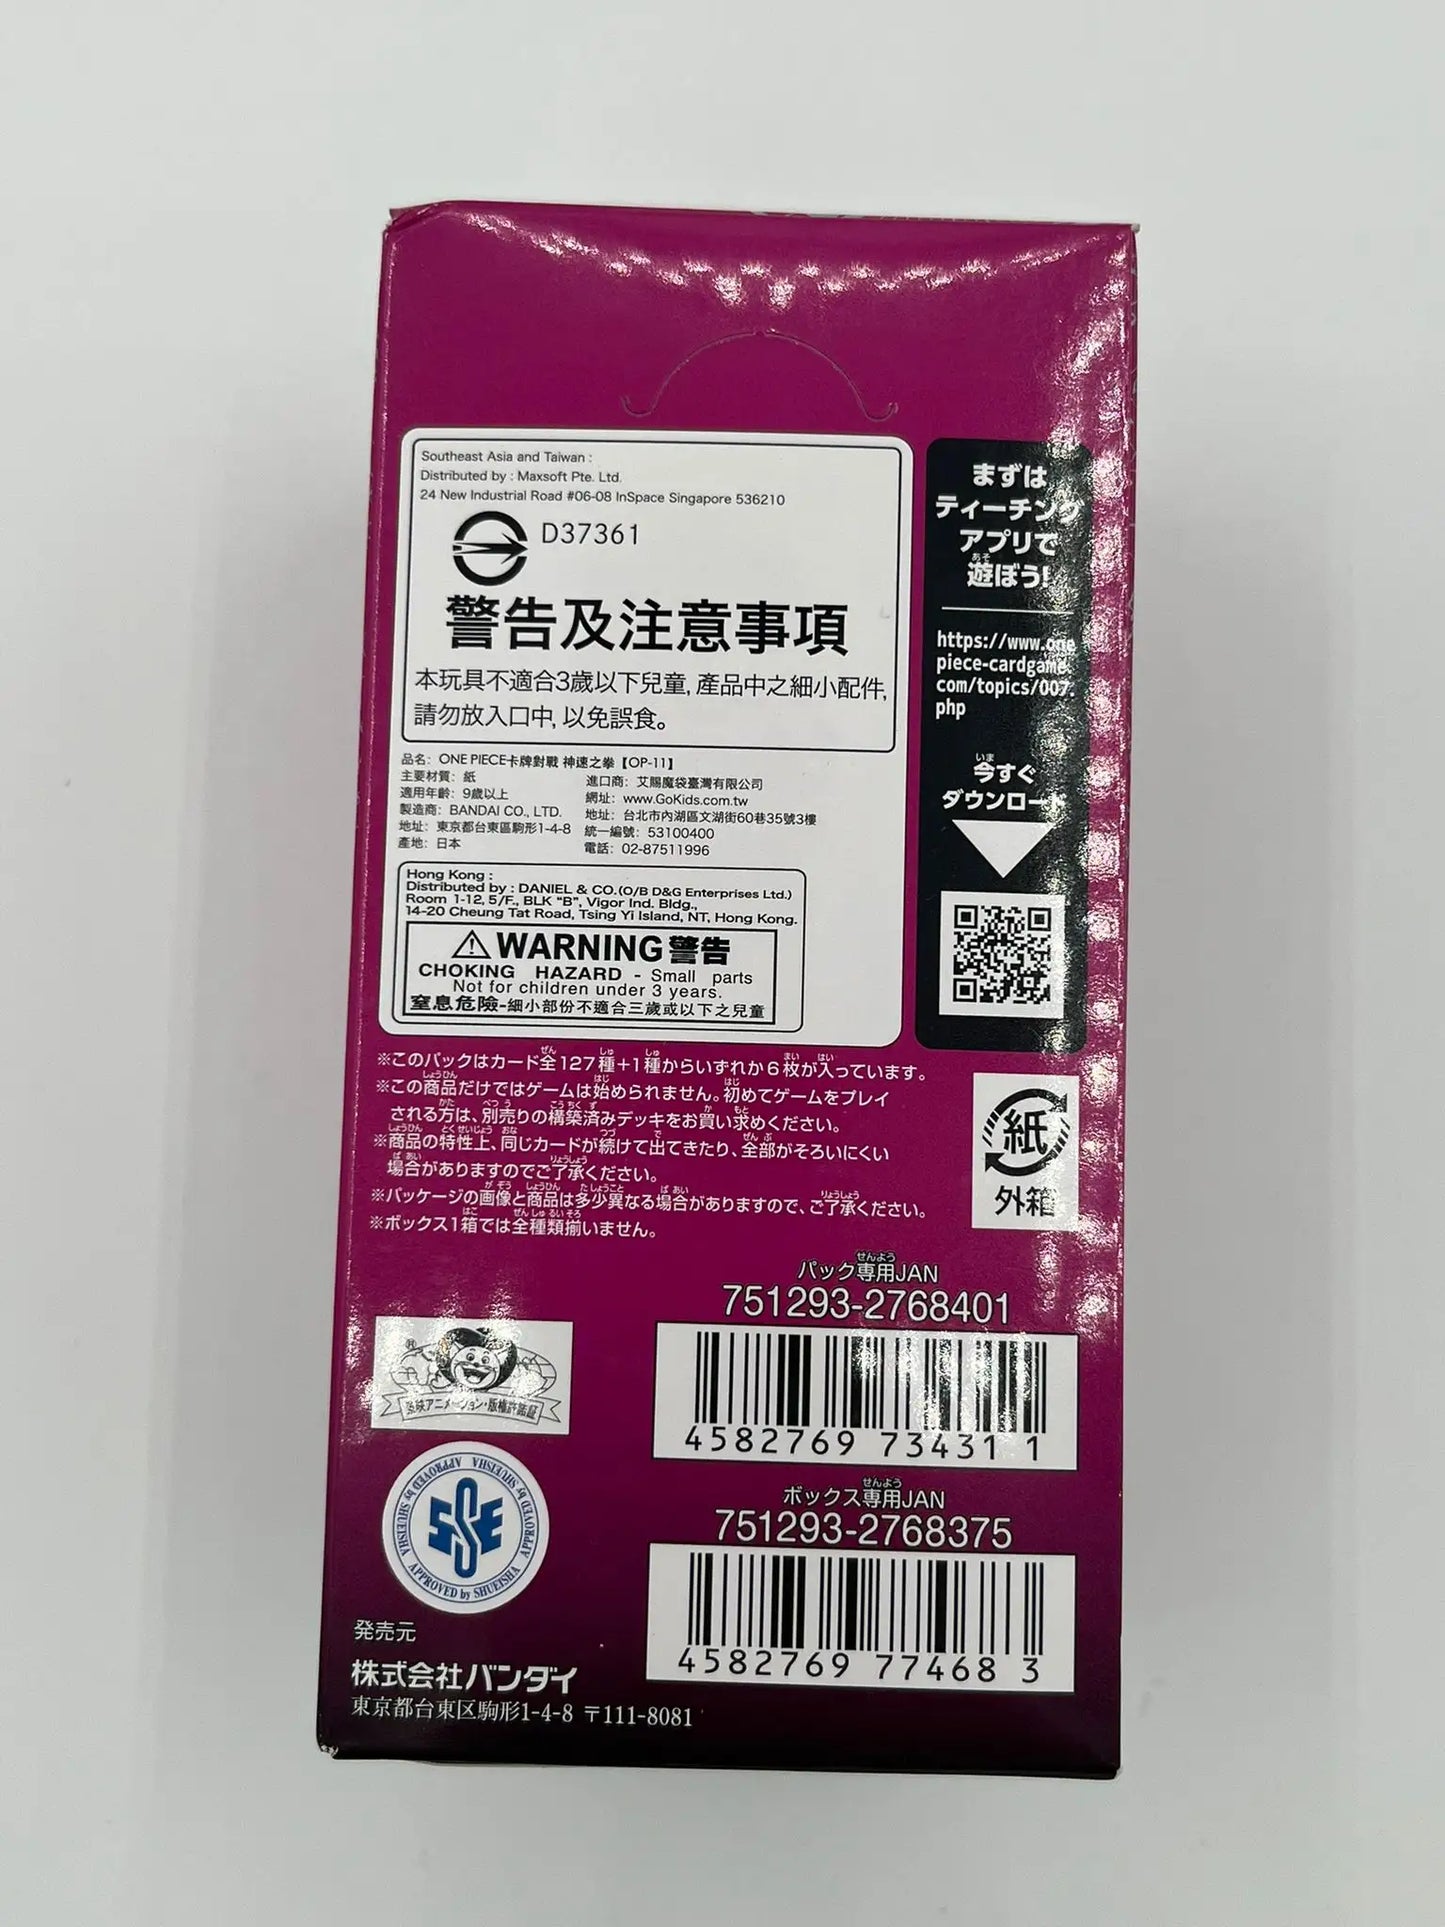 Southeast Asia and Taiwan :
Distributed by : Maxsoft Pte. Ltd.
24 New Industrial Road #06-08 InSpace Singapore 536210
D37361
警告及注意事項
本玩具不適合3歲以下兒童, 產品中之細小配件,
請勿放入口中, 以免誤食。
品名: ONE PIECE卡牌對戰 神速之拳【OP-11】
主要材質: 紙
適用年齡: 9歲以上
製造商: BANDAI CO., LTD.
地址: 東京都台東區駒形1-4-8
產地: 日本
進口商: 艾賜魔袋臺灣有限公司
網址: www.GoKids.com.tw
地址: 台北市內湖區文湖街60巷35號3樓
統一編號: 53100400
電話: 02-87511996
Hong Kong :
Distributed by : DANIEL & CO.(O/B D&G Enterprises Ltd.)
Room 1-12, 5/F., BLK "B", Vigor Ind. Bldg.,
14-20 Cheung Tat Road, Tsing Yi Island, NT, Hong Kong.
WARNING 警告
CHOKING HAZARD - Small parts
Not for children under 3 years.
窒息危險-細小部份不適合三歲或以下之兒童
まずは
ティーチング
アプリで
遊ぼう!
https://www.one
piece-cardgame.
com/topics/007.
php
今すぐ
ダウンロード
※このパックはカード全127種+1種からいずれか6枚が入っています。
※この商品だけではゲームは始められません。初めてゲームをプレイ
される方は、別売りの構築済みデッキをお買い求めください。
※商品の特性上、同じカードが続けて出てきたり、全部がそろいにくい
場合がありますのでご了承ください。
※パッケージの画像と商品は多少異なる場合がありますので、ご了承ください。
※ボックス1箱では全種類揃いません。
紙
外箱
パック専用JAN
751293-2768401
4582769 734311
ボックス専用JAN
751293-2768375
4582769 774683
東映アニメーション・版権許諾証
APPROVED by SHUEISHA APPROVED by SHUEISHA APPROVED by SHUEISHA
発売元
株式会社バンダイ
東京都台東区駒形1-4-8 〒111-8081